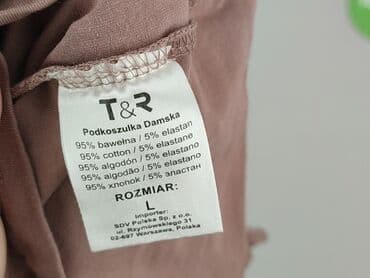 T&R
Podkoszulka Damska
95% bawełna / 5% elastan
95% cotton / 5% elastane
95% algodón / 5% elastano
95% algodão / 5% elastano
95% хлопок / 5% эластан
ROZMIAR:
L
Importer:
SDV Polska Sp. z o.o.
ul. Rzymowskiego 31
02-697 Warszawa, Polska